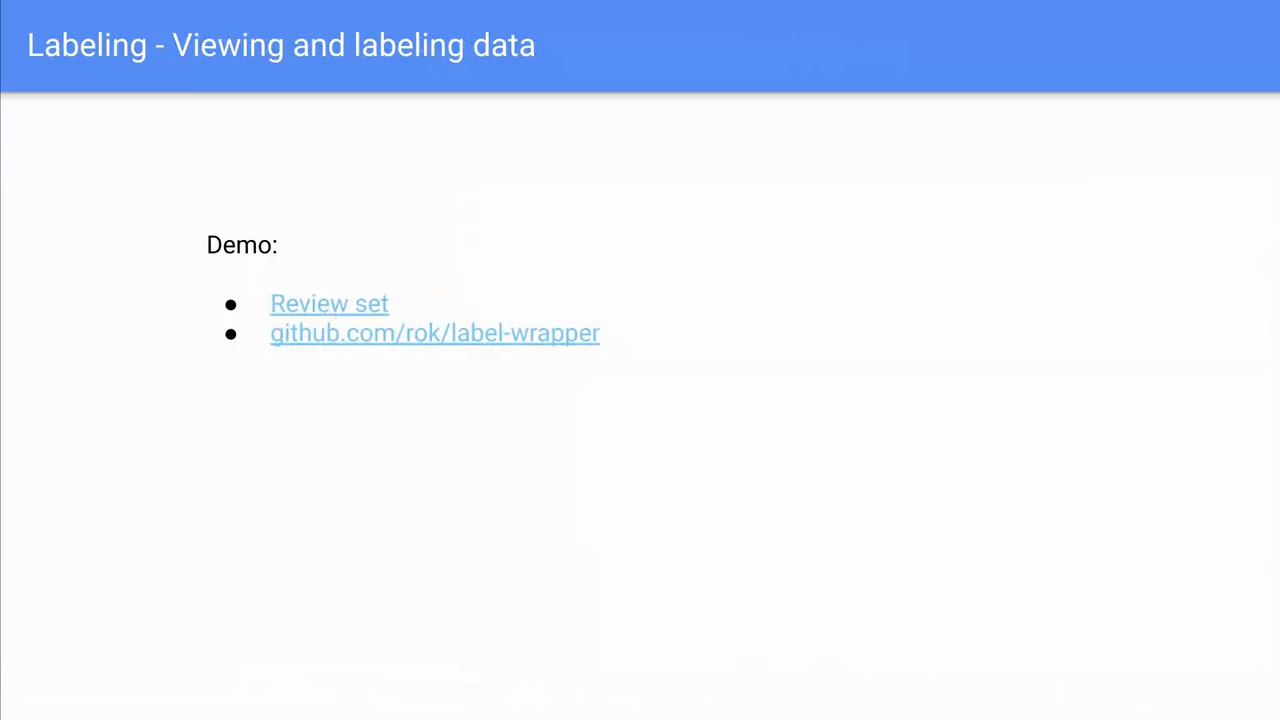 Labeling - Viewing and labeling data
Demo:
● Review set
● github.com/rok/label-wrapper